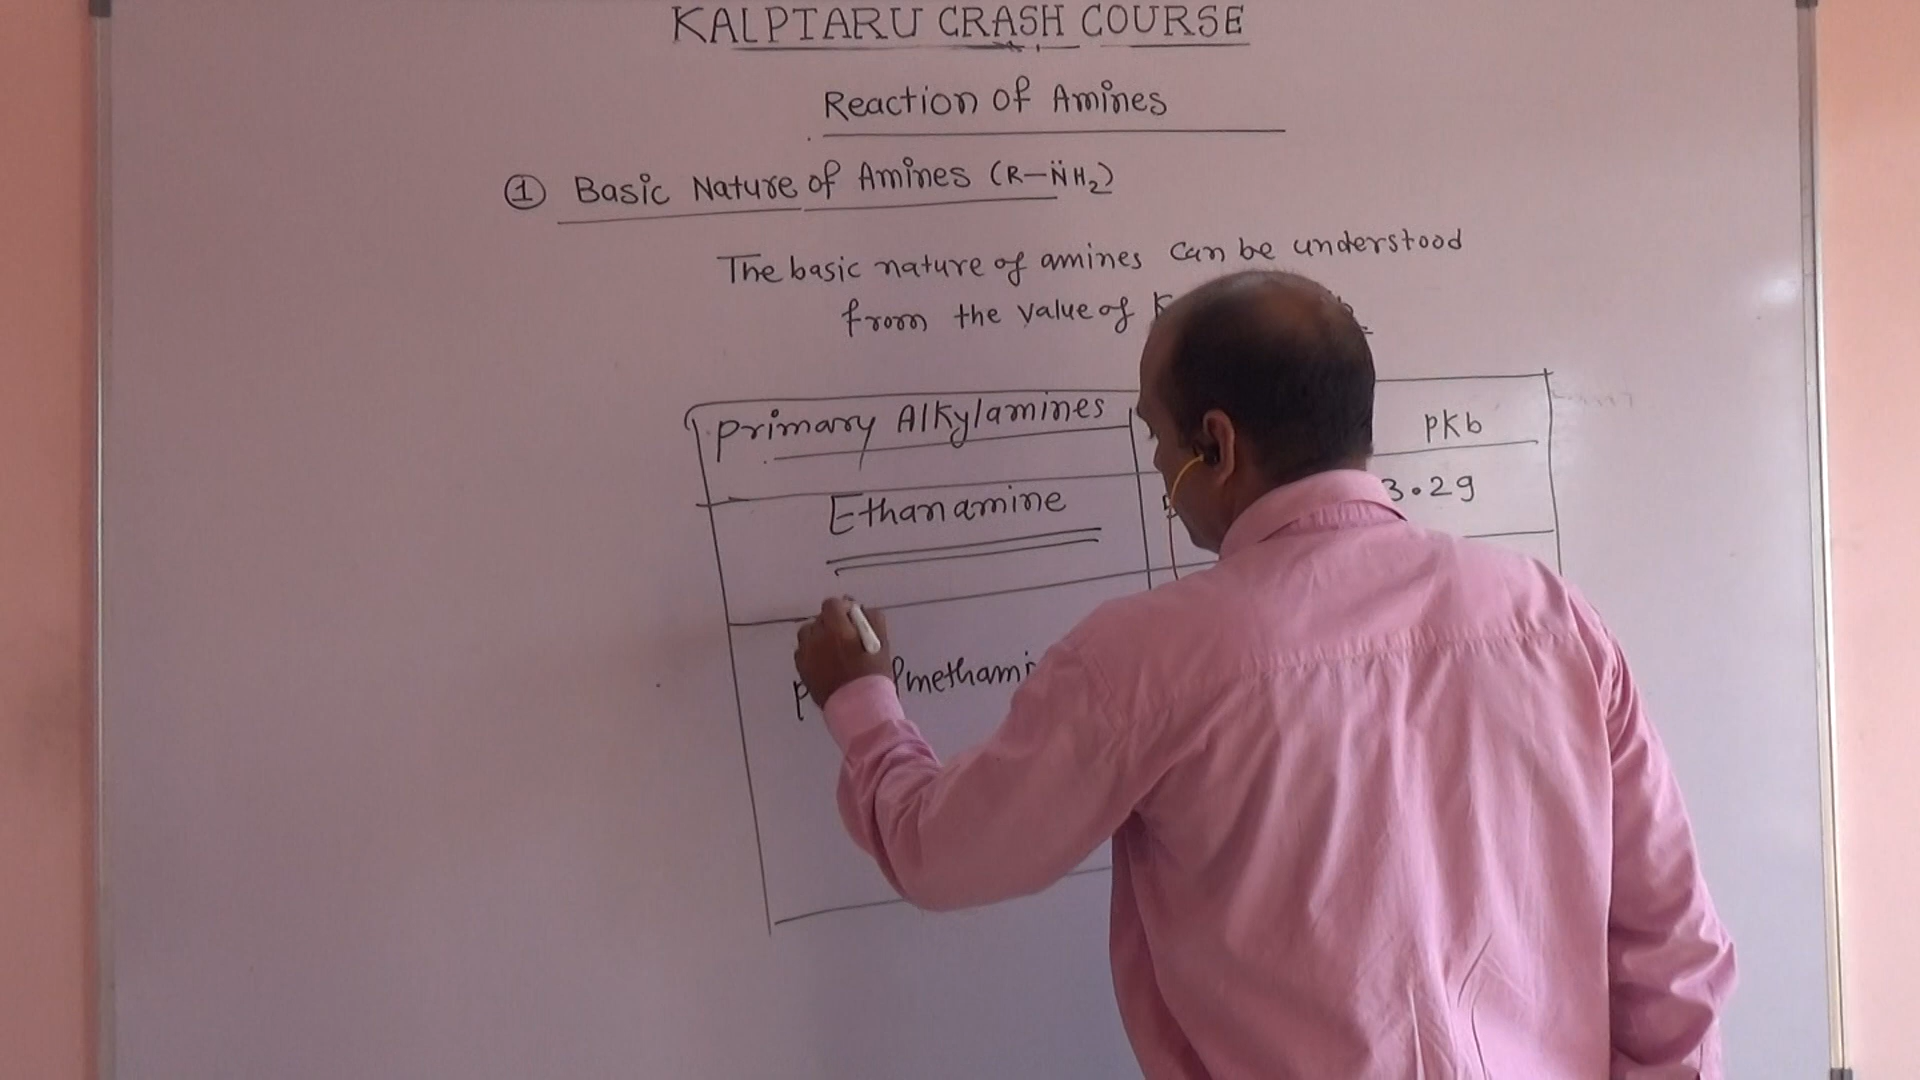 KALPTARU CRASH COURSE
Reaction of Amines
① Basic Nature of Amines (R-N̈H₂)
The basic nature of amines can be understood
from the value of
Primary Alkylamines pKb
Ethanamine 3.29